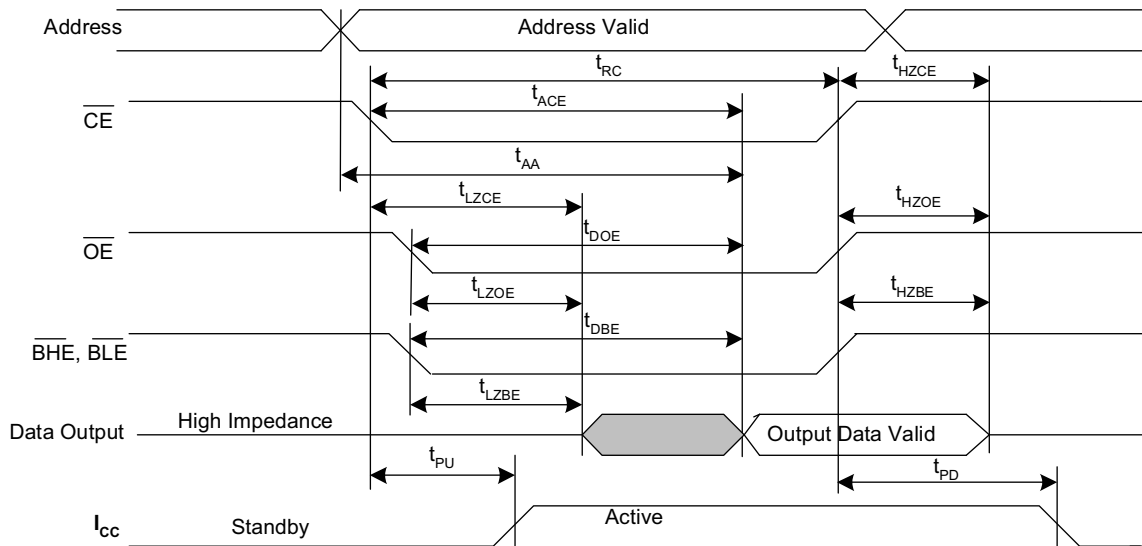 Address
Address Valid
tRC
tHZCE
tACE
CE
tAA
tLZCE
tHZOE
OE
tDOE
tLZOE
tHZBE
tDBE
BHE, BLE
tLZBE
High Impedance
Data Output
Output Data Valid
tPU
tPD
ICC
Standby
Active